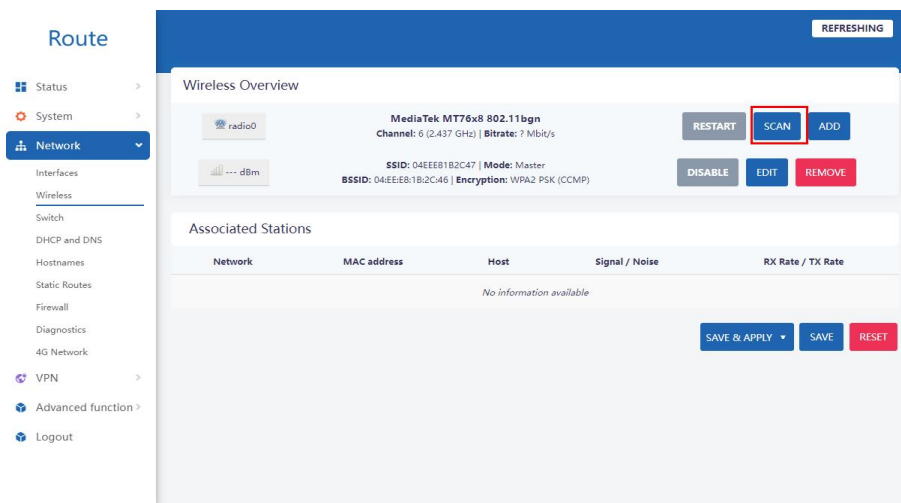 Route
REFRESHING
Status
System
Network
Interfaces
Wireless
Switch
DHCP and DNS
Hostnames
Static Routes
Firewall
Diagnostics
4G Network
VPN
Advanced function
Logout
Wireless Overview
radio0
MediaTek MT76x8 802.11bgn
Channel: 6 (2.437 GHz) | Bitrate: ? Mbit/s
RESTART SCAN ADD
--- dBm
SSID: 04EEE81B2C47 | Mode: Master
BSSID: 04:EE:E8:1B:2C:46 | Encryption: WPA2 PSK (CCMP)
DISABLE EDIT REMOVE
Associated Stations
Network MAC address Host Signal / Noise RX Rate / TX Rate
No information available
SAVE & APPLY SAVE RESET